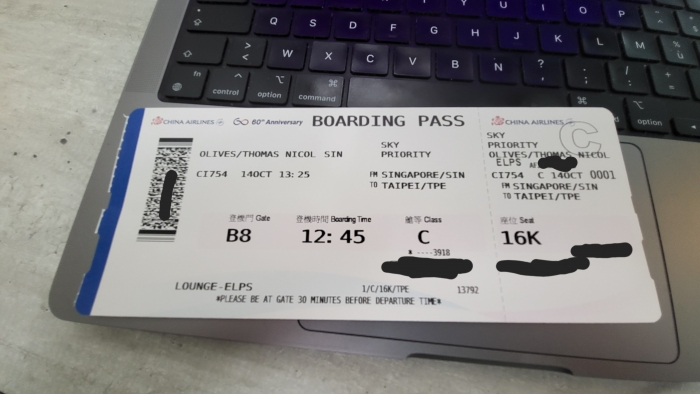 Y U I O P
Q S D F G H J K L M ù
> < W X C V B N ? , ; : /
fn control option command
⌘ option
CHINA AIRLINES 60th Anniversary BOARDING PASS
OLIVES/THOMAS NICOL SIN
SKY
PRIORITY
CI754 14OCT 13:25
FM SINGAPORE/SIN
TO TAIPEI/TPE
登機門 Gate 登機時間 Boarding Time 艙等 Class
B8 12:45 C
* ----3918
LOUNGE-ELPS 1/C/16K/TPE 13792
*PLEASE BE AT GATE 30 MINUTES BEFORE DEPARTURE TIME*
CHINA AIRLINES
C
SKY
PRIORITY
OLIVES/THOMAS NICOL
ELPS
CI754 C 14OCT 0001
FM SINGAPORE/SIN
TO TAIPEI/TPE
座位 Seat
16K